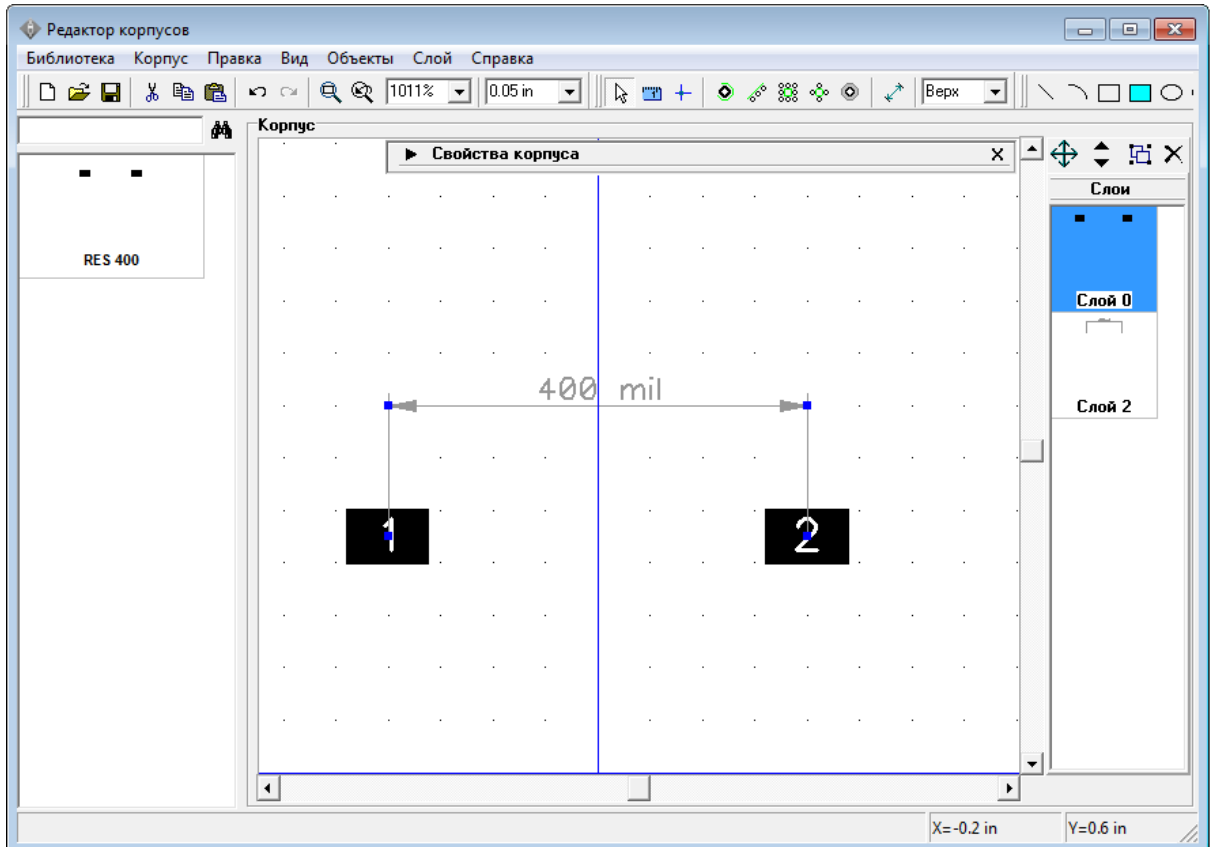 Редактор корпусов
Библиотека Корпус Правка Вид Объекты Слой Справка
1011% 0.05 in Верх
Корпус
Свойства корпуса X
Слои
RES 400
Слой 0
400 mil
Слой 2
1 2
X=-0.2 in Y=0.6 in